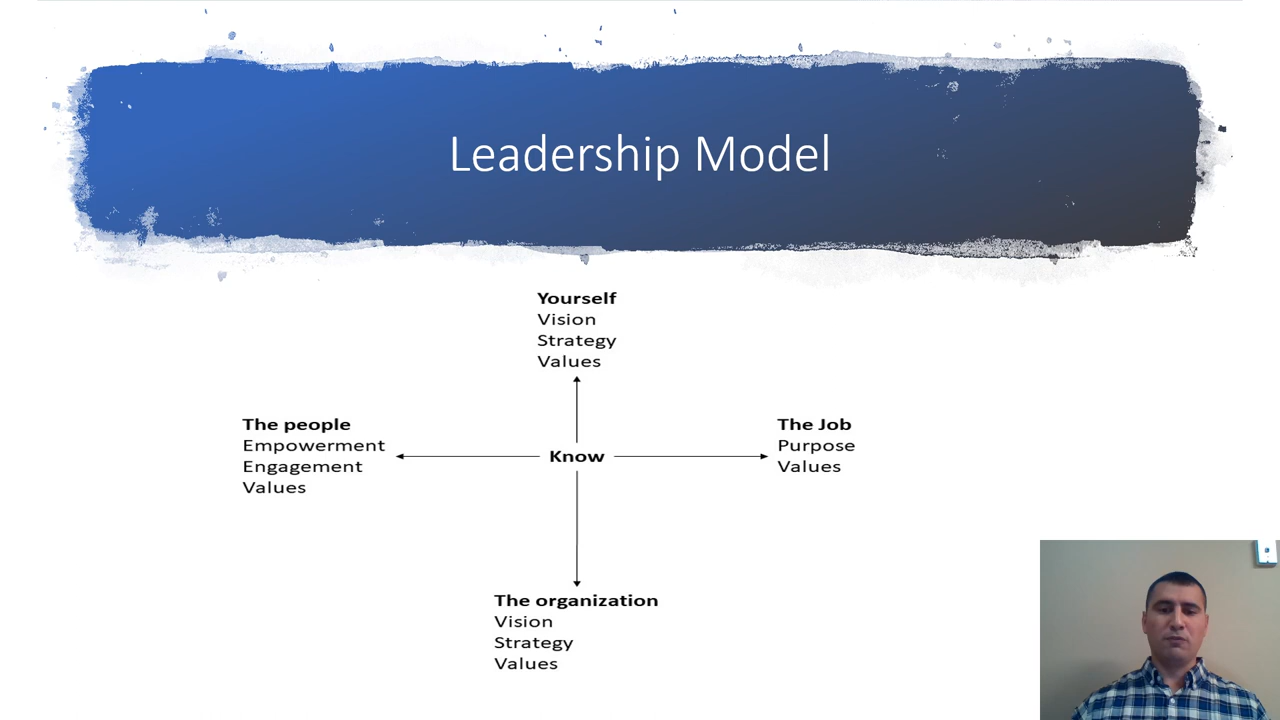 Leadership Model
Yourself
Vision
Strategy
Values
The people
Empowerment
Engagement
Values
Know
The Job
Purpose
Values
The organization
Vision
Strategy
Values